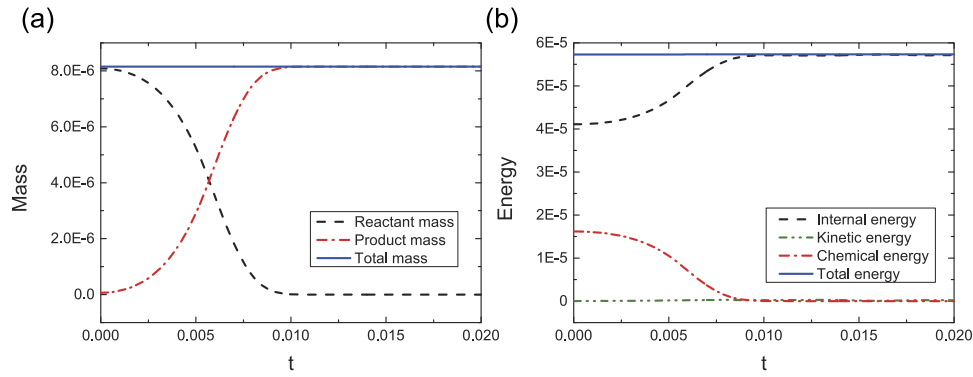 (a)
8.0E-6
6.0E-6
4.0E-6
2.0E-6
0.0
Mass
0.000
0.005
0.010
0.015
0.020
t
Reactant mass
Product mass
Total mass
(b)
6E-5
5E-5
4E-5
2E-5
1E-5
0
Energy
0.000
0.005
0.010
0.015
0.020
t
Internal energy
Kinetic energy
Chemical energy
Total energy